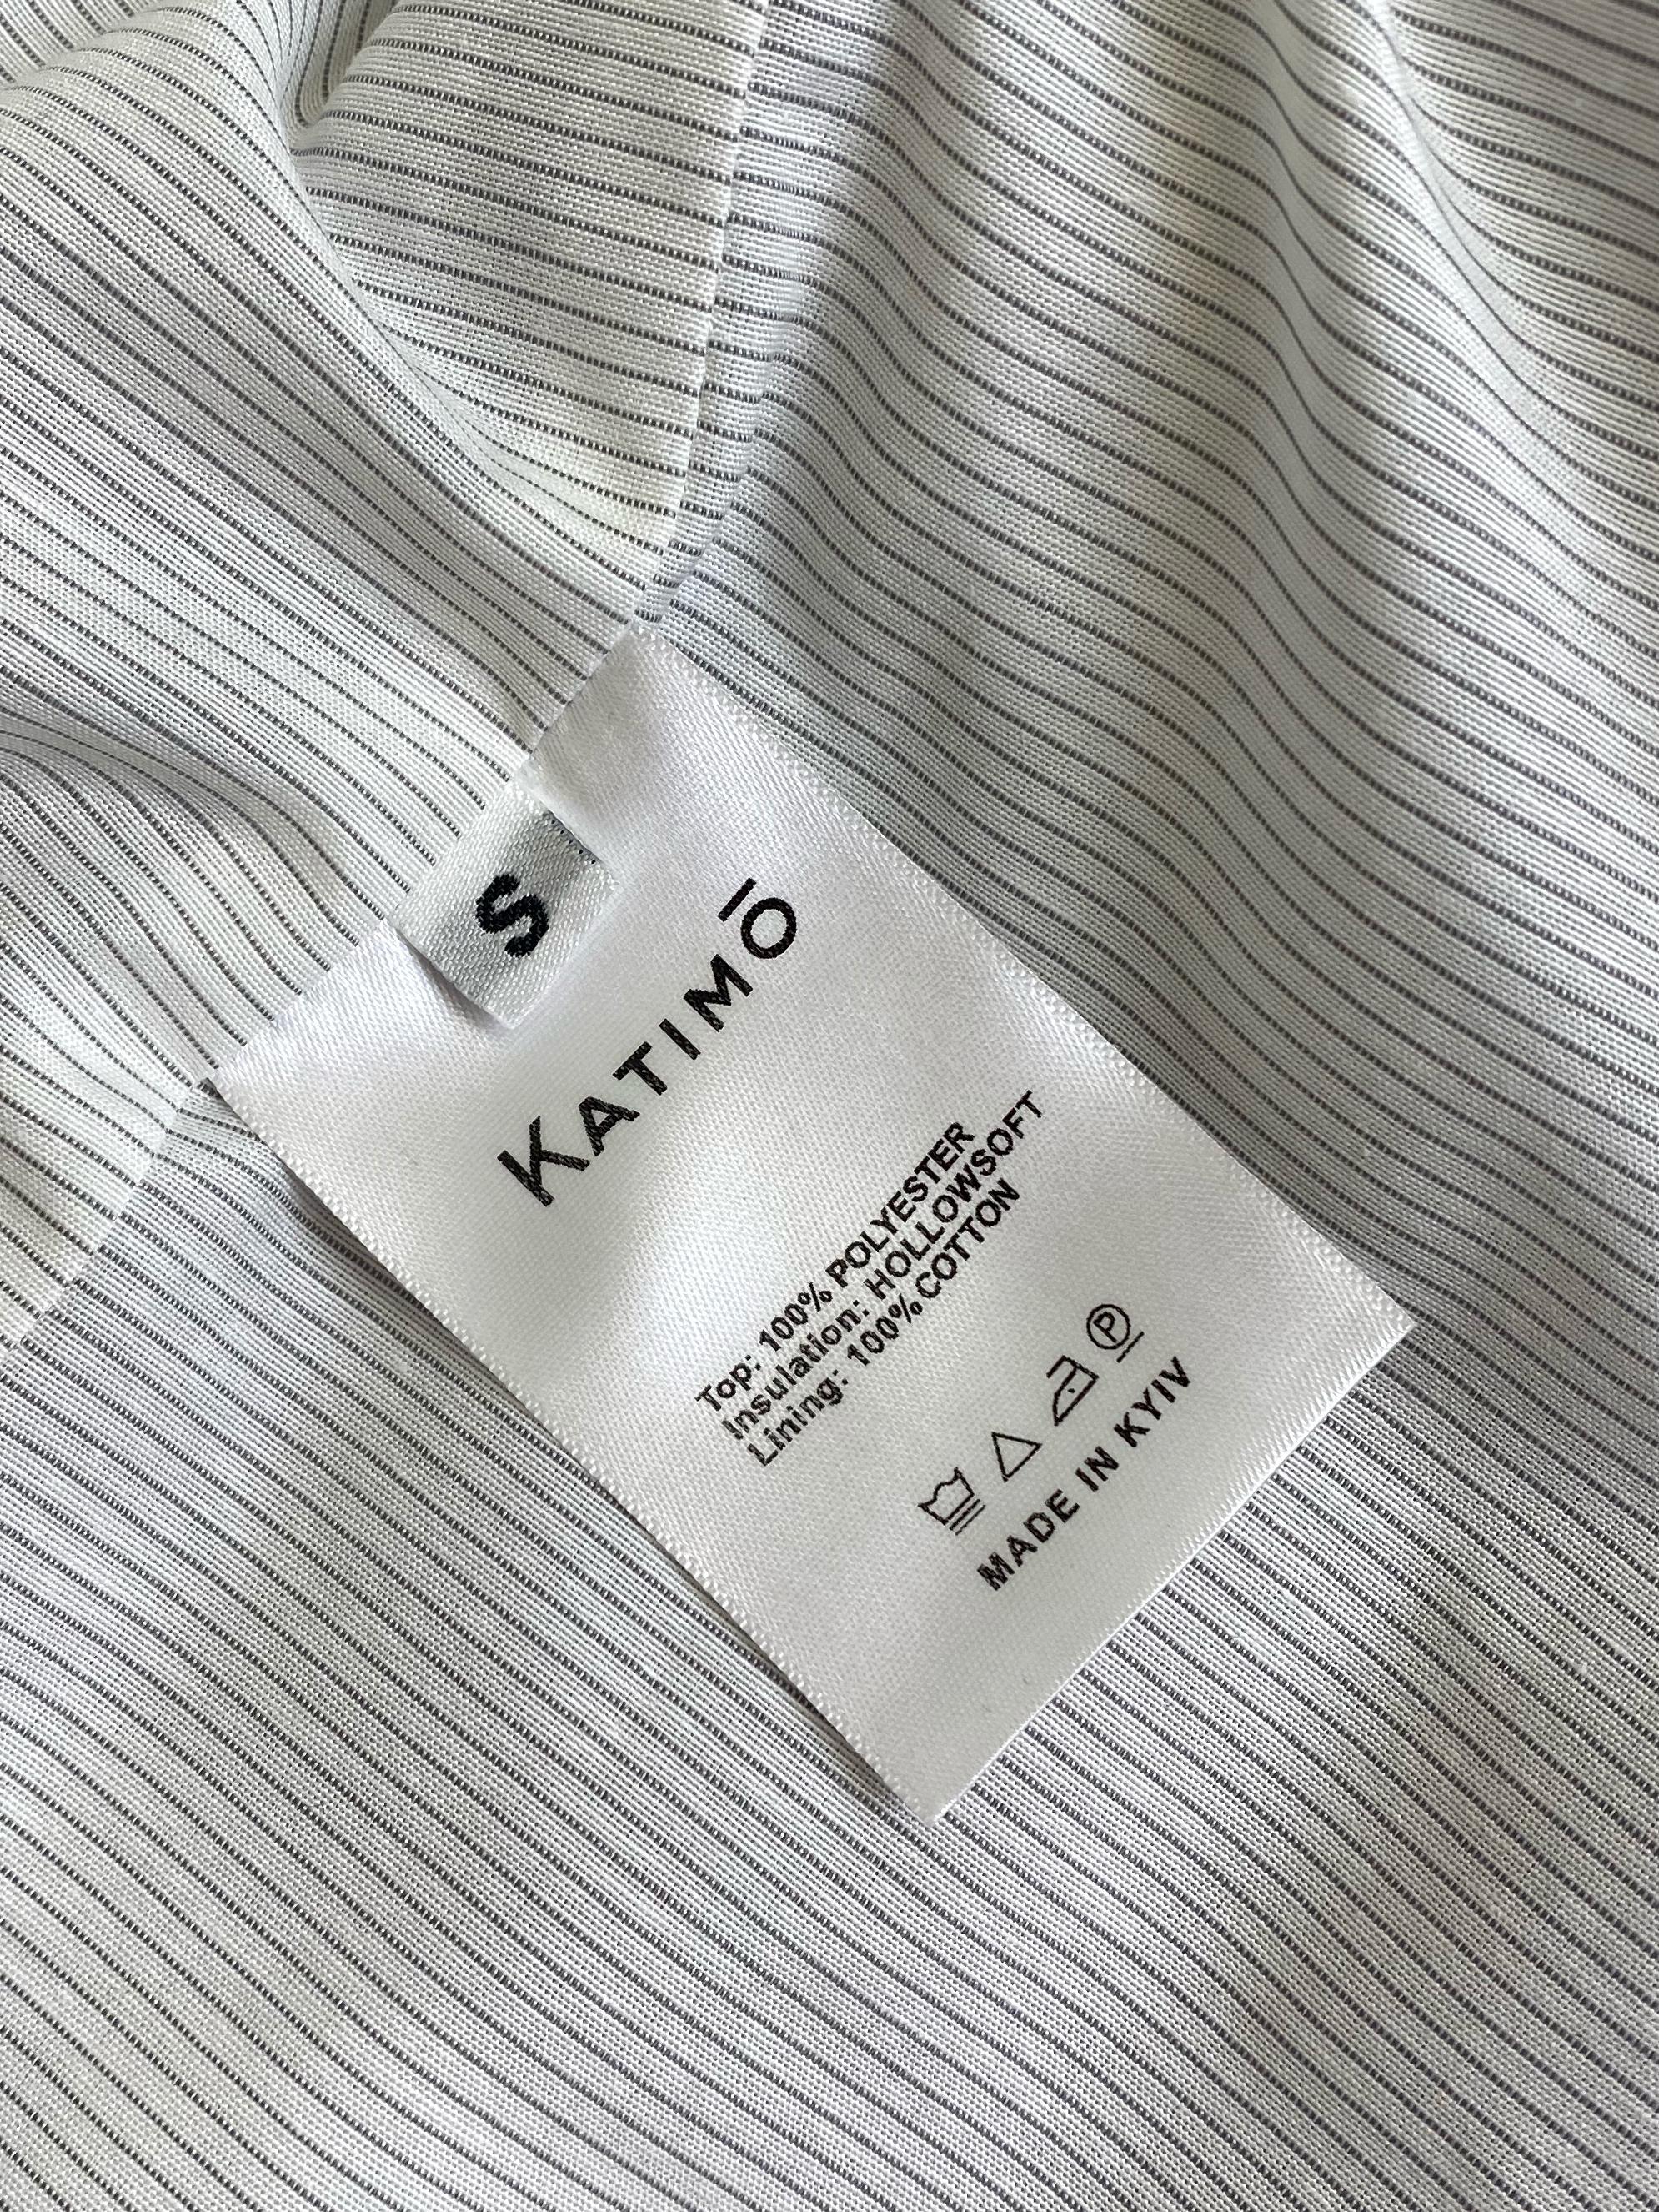 S
KATIMŌ
Top: 100% POLYESTER
Insulation: HOLLOWSOFT
Lining: 100% COTTON
P
MADE IN KYIV